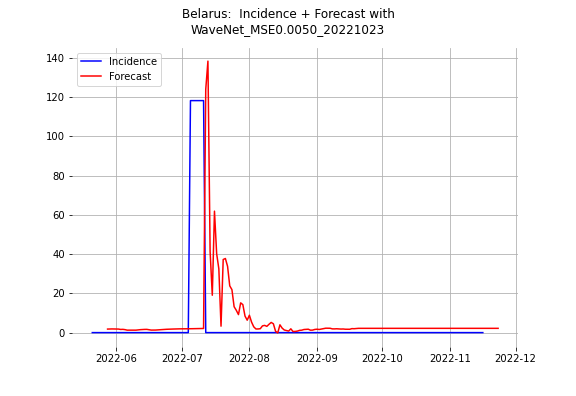 Belarus:  Incidence + Forecast with
WaveNet_MSE0.0050_20221023
Incidence
Forecast
140
120
100
80
60
40
20
0
2022-06 2022-07 2022-08 2022-09 2022-10 2022-11 2022-12